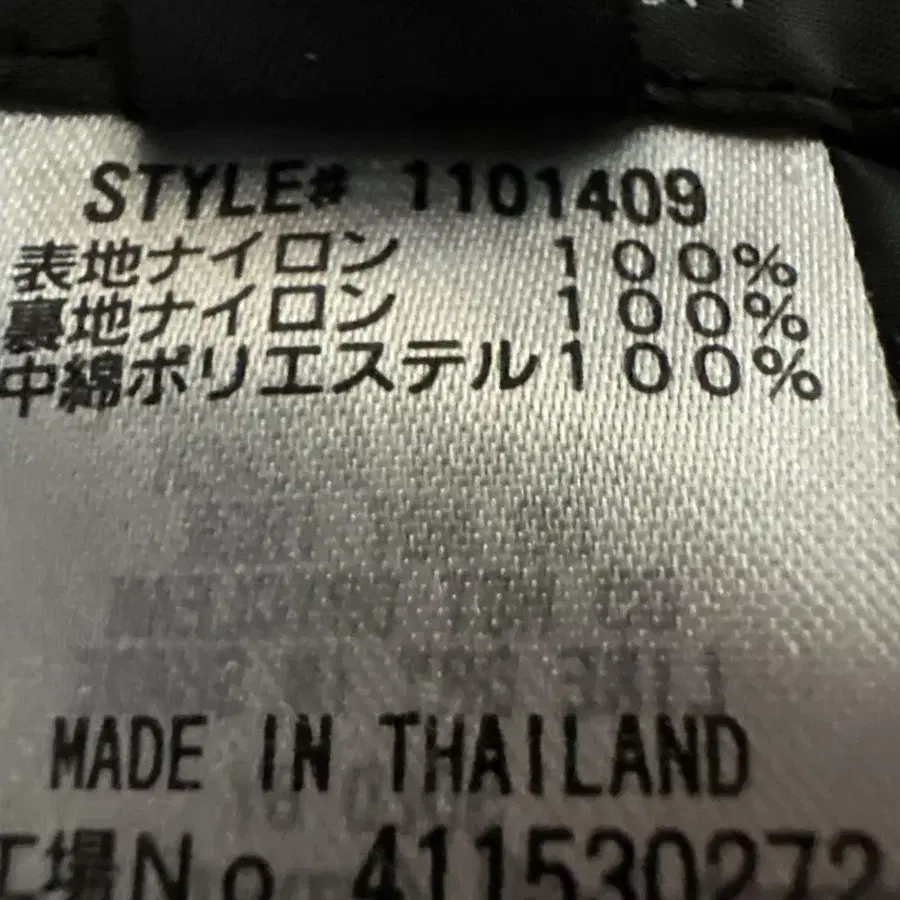 STYLE# 1101409
表地ナイロン 100%
裏地ナイロン 100%
中綿ポリエステル100%
MADE IN THAILAND
工場No 411530272